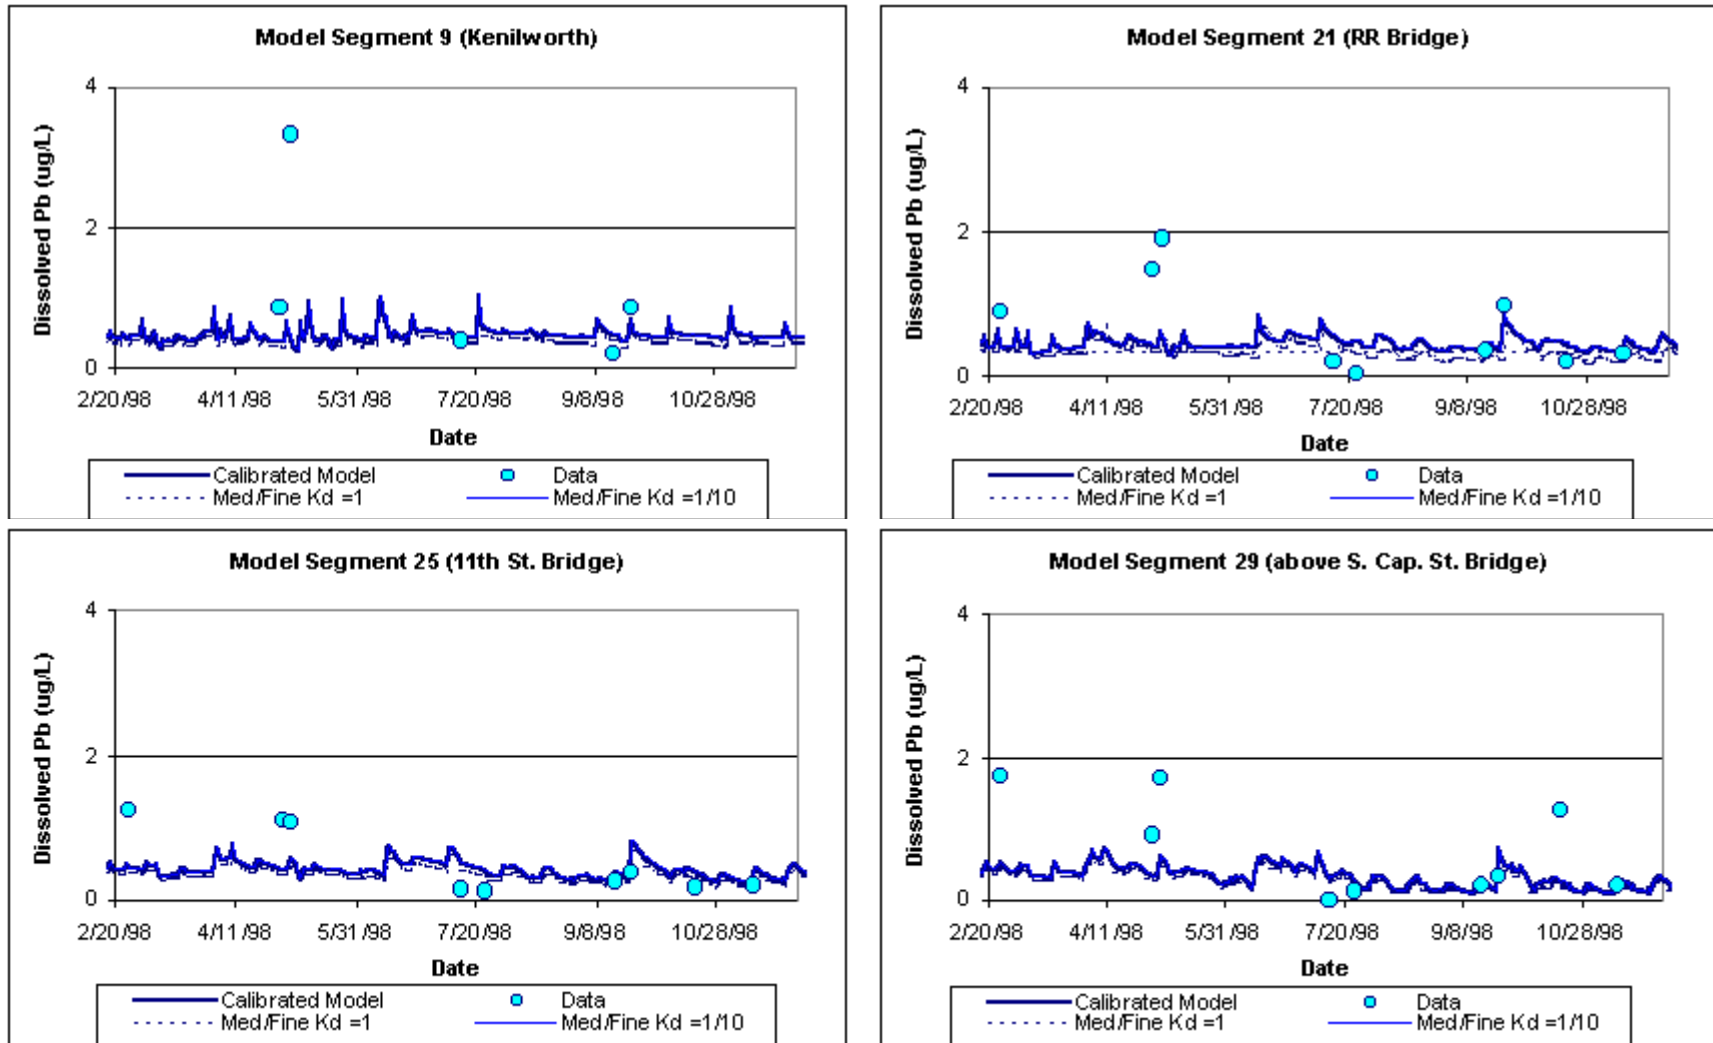 Model Segment 9 (Kenilworth)
4
2
0
Dissolved Pb (ug/L)
2/20/98 4/11/98 5/31/98 7/20/98 9/8/98 10/28/98
Date
Calibrated Model Data
Med/Fine Kd =1 Med/Fine Kd =1/10
Model Segment 21 (RR Bridge)
4
2
0
Dissolved Pb (ug/L)
2/20/98 4/11/98 5/31/98 7/20/98 9/8/98 10/28/98
Date
Calibrated Model Data
Med/Fine Kd =1 Med/Fine Kd =1/10
Model Segment 25 (11th St. Bridge)
4
2
0
Dissolved Pb (ug/L)
2/20/98 4/11/98 5/31/98 7/20/98 9/8/98 10/28/98
Date
Calibrated Model Data
Med/Fine Kd =1 Med/Fine Kd =1/10
Model Segment 29 (above S. Cap. St. Bridge)
4
2
0
Dissolved Pb (ug/L)
2/20/98 4/11/98 5/31/98 7/20/98 9/8/98 10/28/98
Date
Calibrated Model Data
Med/Fine Kd =1 Med/Fine Kd =1/10